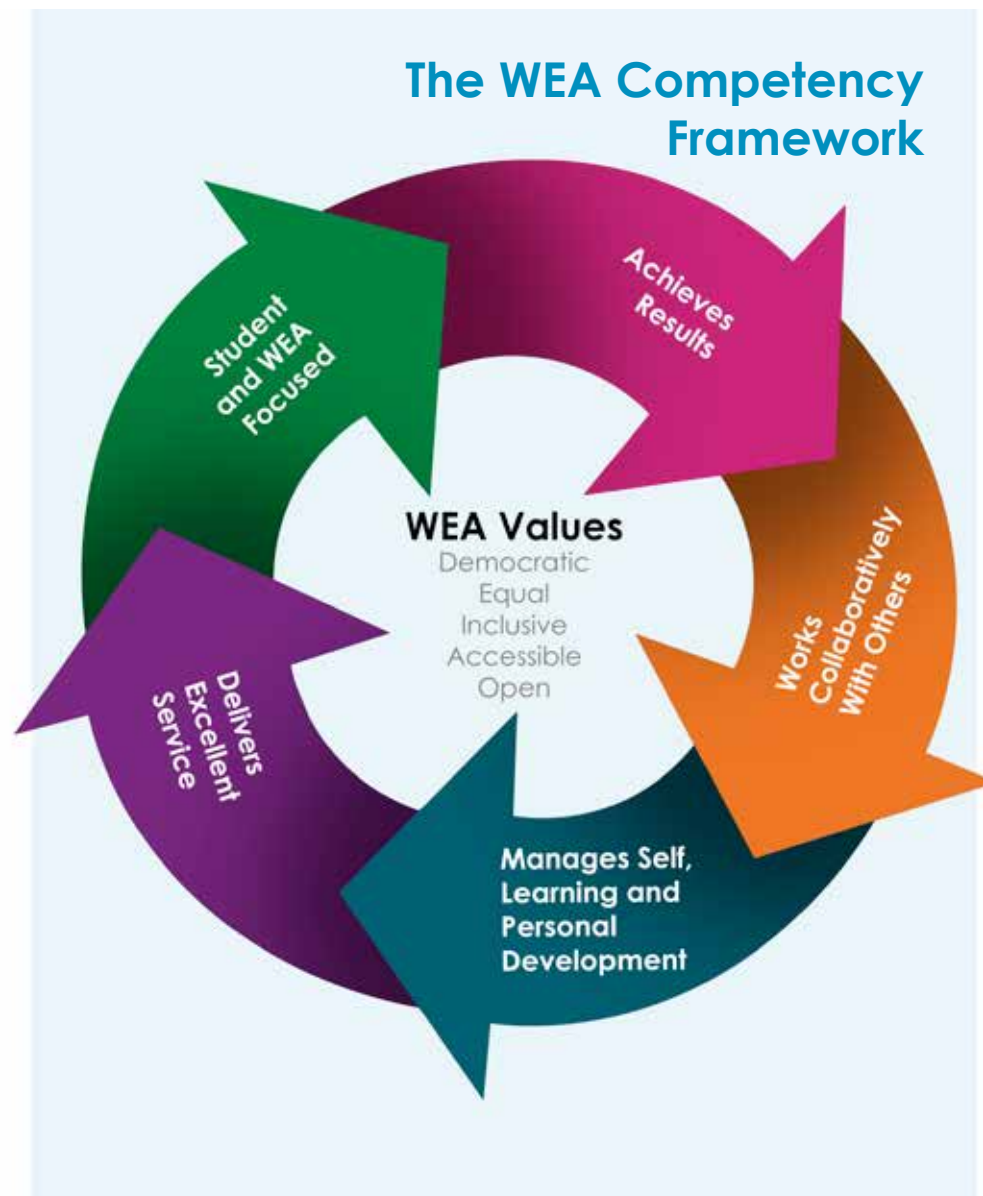 The WEA Competency
Framework
Achieves
Results
Student
and WEA
Focused
WEA Values
Democratic
Equal
Inclusive
Accessible
Open
Works
Collaboratively
With Others
Delivers
Excellent
Service
Manages Self,
Learning and
Personal
Development